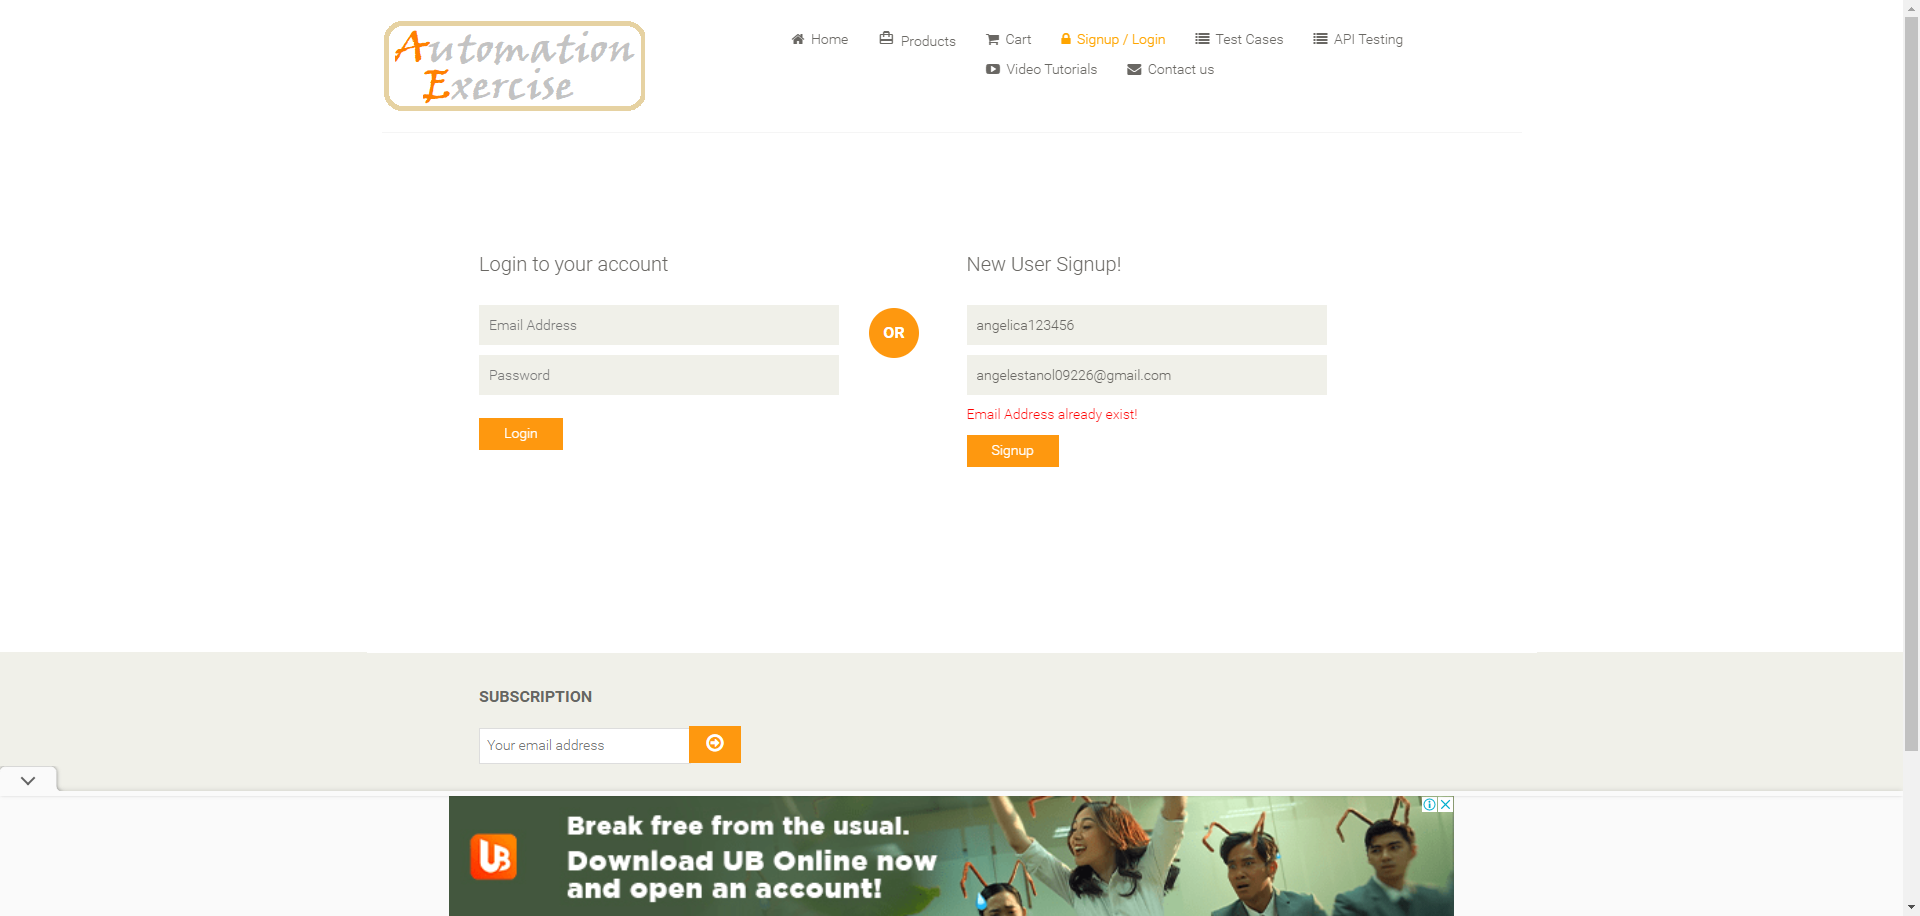 Automation
Exercise
Home
Products
Cart
Signup / Login
Test Cases
API Testing
Video Tutorials
Contact us
Login to your account
Email Address
Password
Login
OR
New User Signup!
angelica123456
angelestanol09226@gmail.com
Email Address already exist!
Signup
SUBSCRIPTION
Your email address
UB
Break free from the usual.
Download UB Online now
and open an account!